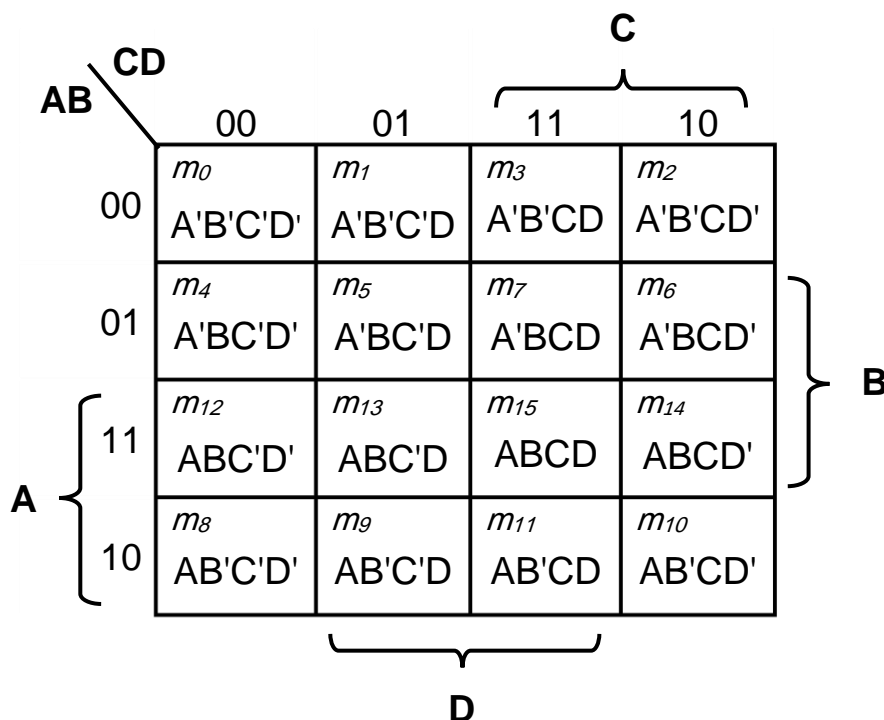 C
CD
AB
00 01 11 10
m0 m1 m3 m2
00 A'B'C'D' A'B'C'D A'B'CD A'B'CD'
m4 m5 m7 m6
01 A'BC'D' A'BC'D A'BCD A'BCD'
B
m12 m13 m15 m14
11 ABC'D' ABC'D ABCD ABCD'
A
m8 m9 m11 m10
10 AB'C'D' AB'C'D AB'CD AB'CD'
D